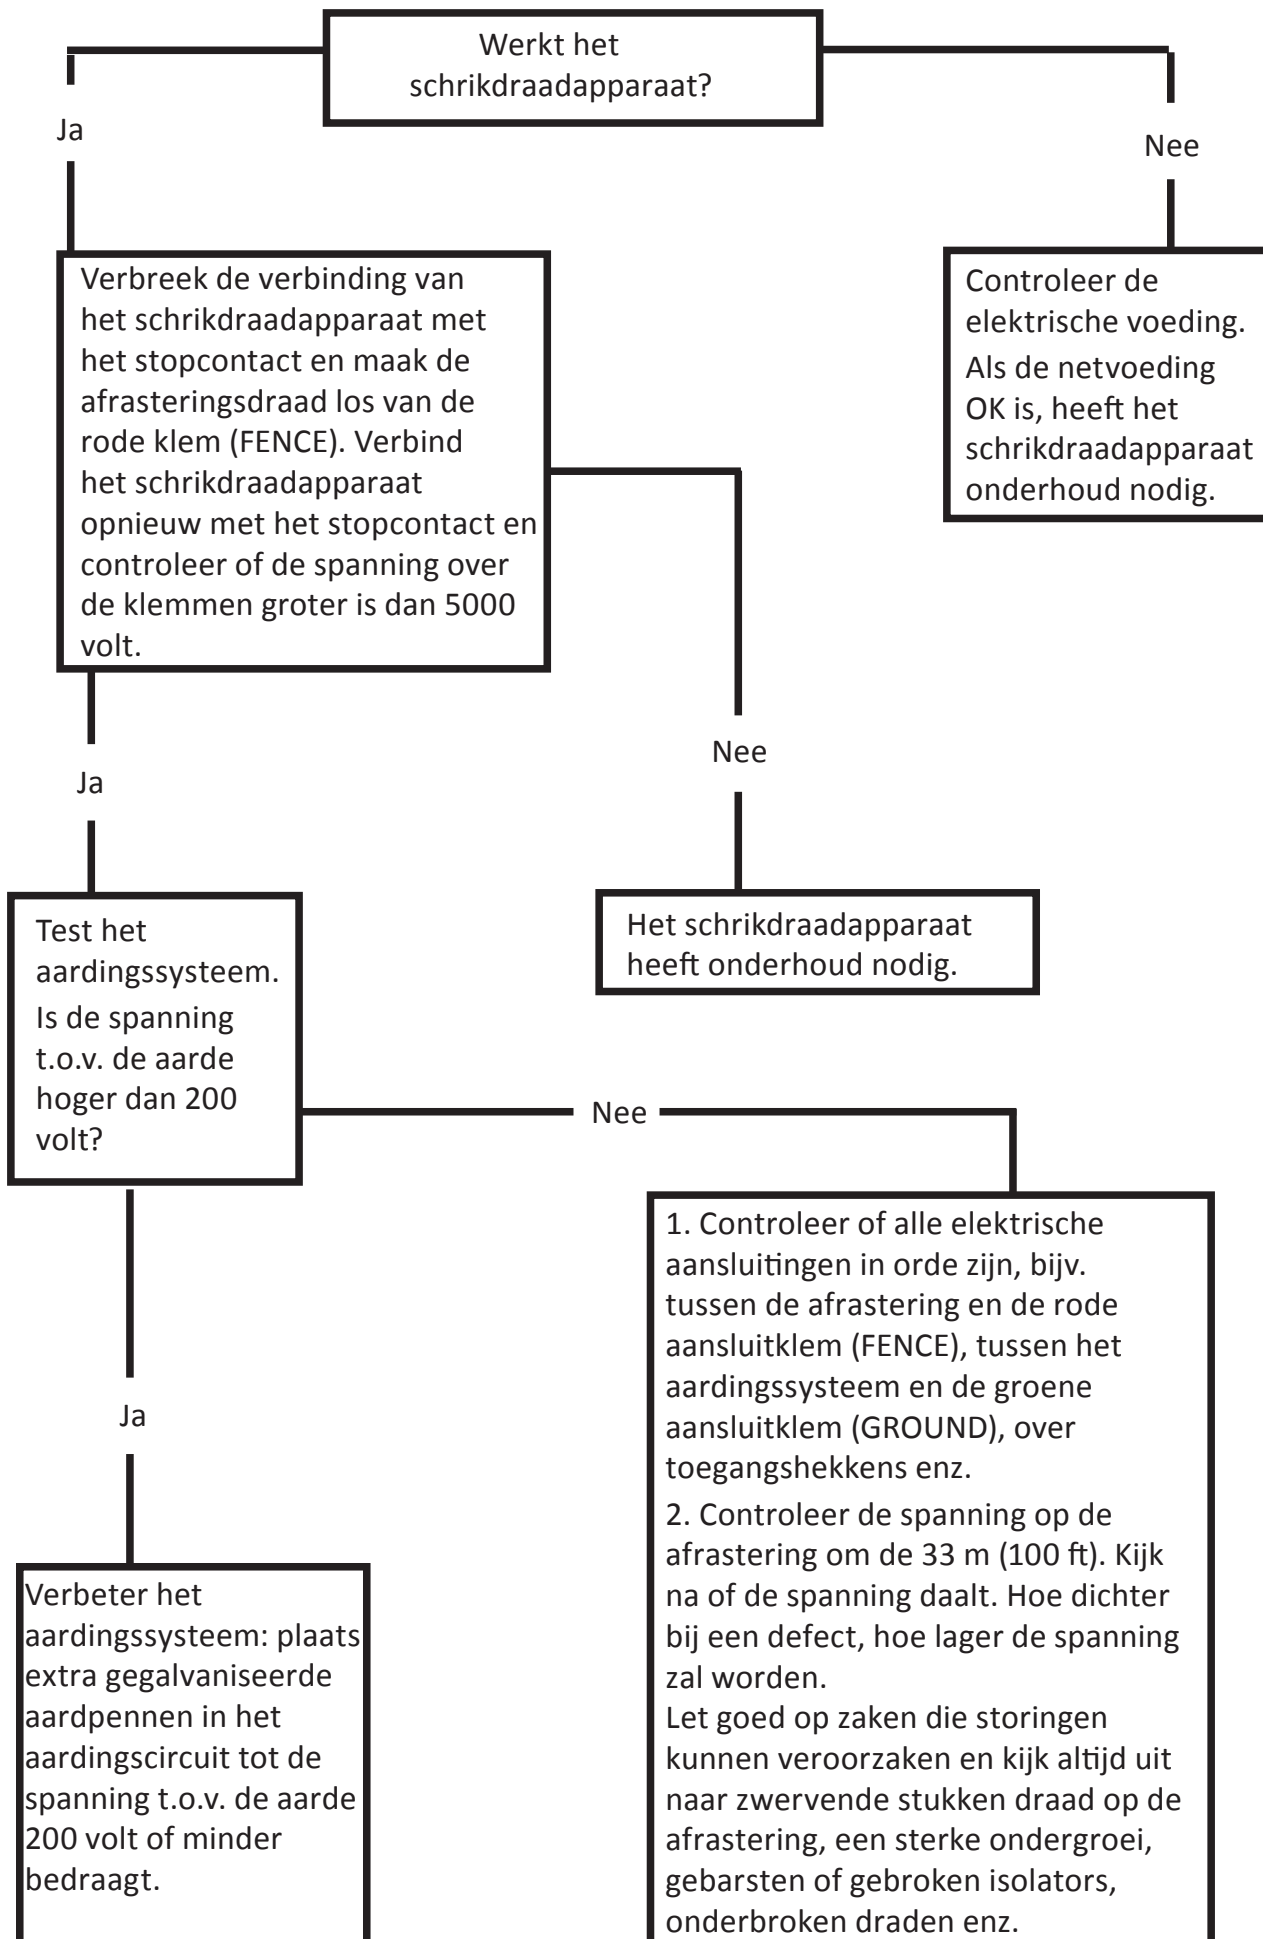 Werkt het
schrikdraadapparaat?
Ja
Nee
Verbreek de verbinding van
het schrikdraadapparaat met
het stopcontact en maak de
afrasteringsdraad los van de
rode klem (FENCE). Verbind
het schrikdraadapparaat
opnieuw met het stopcontact en
controleer of de spanning over
de klemmen groter is dan 5000
volt.
Controleer de
elektrische voeding.
Als de netvoeding
OK is, heeft het
schrikdraadapparaat
onderhoud nodig.
Ja
Nee
Test het
aardingssysteem.
Is de spanning
t.o.v. de aarde
hoger dan 200
volt?
Het schrikdraadapparaat
heeft onderhoud nodig.
Nee
Ja
1. Controleer of alle elektrische
aansluitingen in orde zijn, bijv.
tussen de afrastering en de rode
aansluitklem (FENCE), tussen het
aardingssysteem en de groene
aansluitklem (GROUND), over
toegangshekkens enz.
2. Controleer de spanning op de
afrastering om de 33 m (100 ft). Kijk
na of de spanning daalt. Hoe dichter
bij een defect, hoe lager de spanning
zal worden.
Let goed op zaken die storingen
kunnen veroorzaken en kijk altijd uit
naar zwervende stukken draad op de
afrastering, een sterke ondergroei,
gebarsten of gebroken isolators,
onderbroken draden enz.
Verbeter het
aardingssysteem: plaats
extra gegalvaniseerde
aardpennen in het
aardingscircuit tot de
spanning t.o.v. de aarde
200 volt of minder
bedraagt.